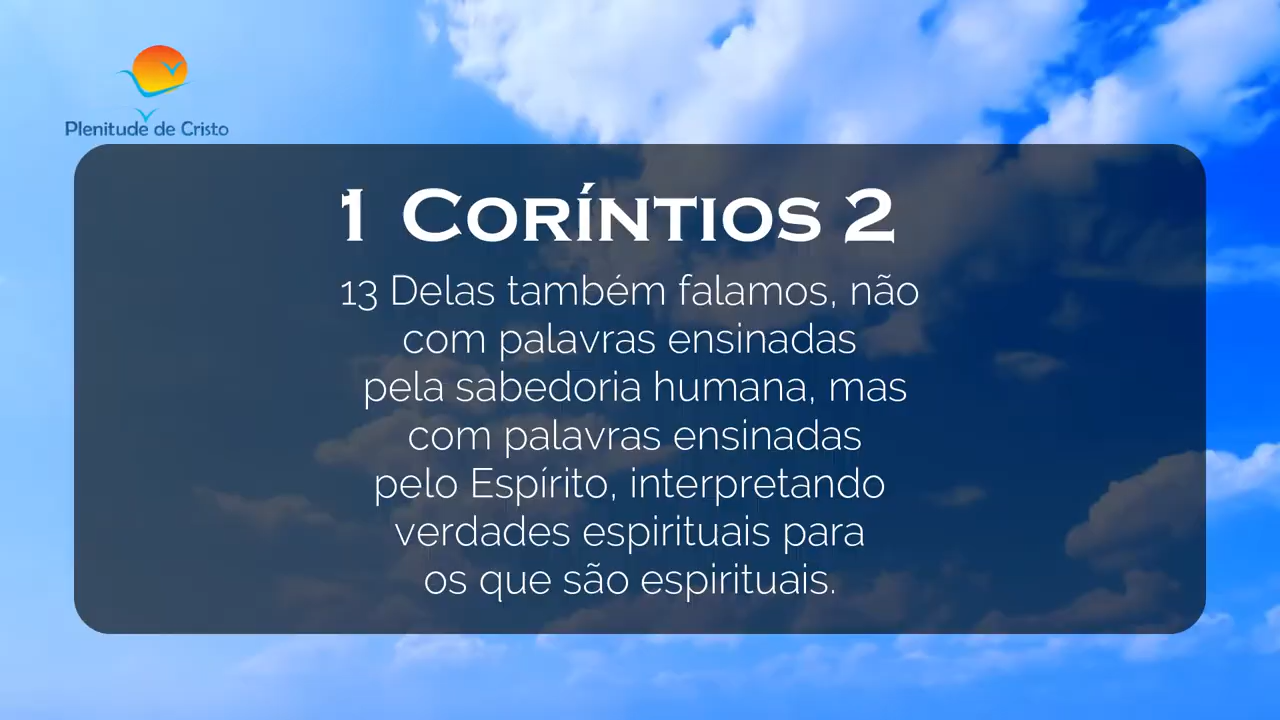 Plenitude de Cristo
1 Coríntios 2
13 Delas também falamos, não
com palavras ensinadas
pela sabedoria humana, mas
com palavras ensinadas
pelo Espírito, interpretando
verdades espirituais para
os que são espirituais.